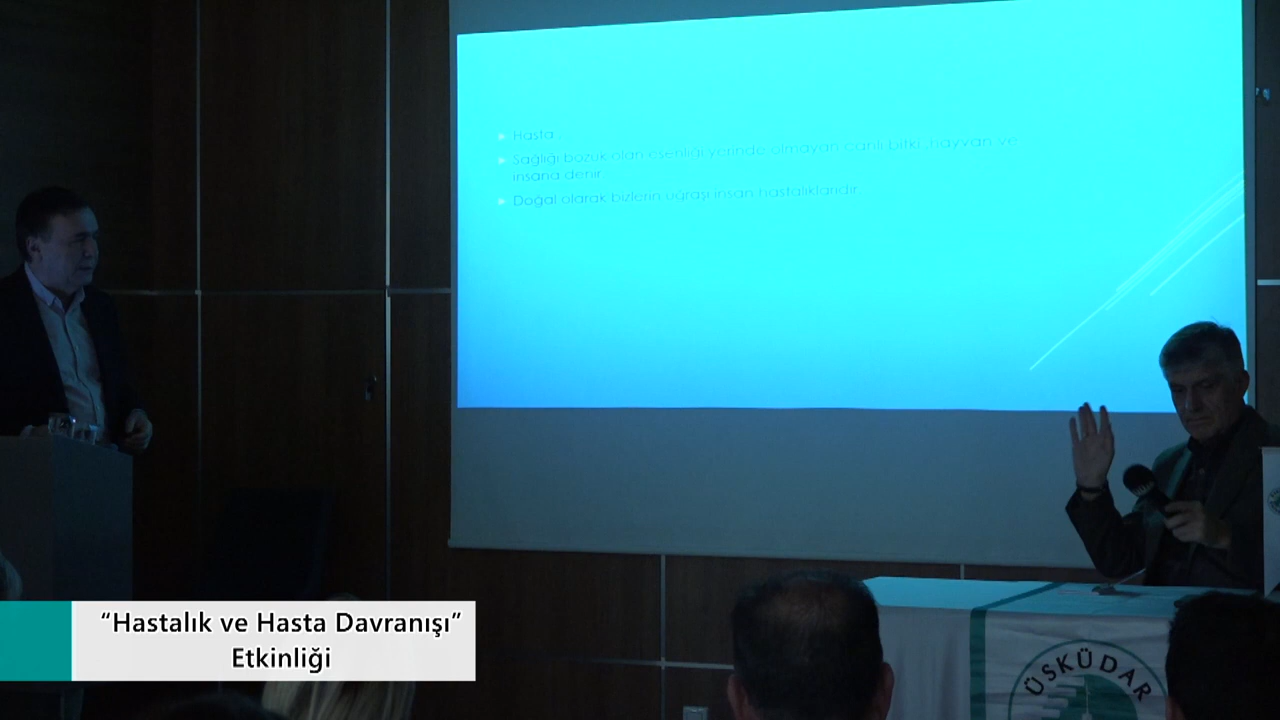 Hasta
Sağlığı bozuk olan esenliği yerinde olmayan canlı bitki ,hayvan ve
insana denir.
Doğal olarak bizlerin uğraşı insan hastalıklarıdır.
“Hastalık ve Hasta Davranışı”
Etkinliği
ÜSKÜDAR